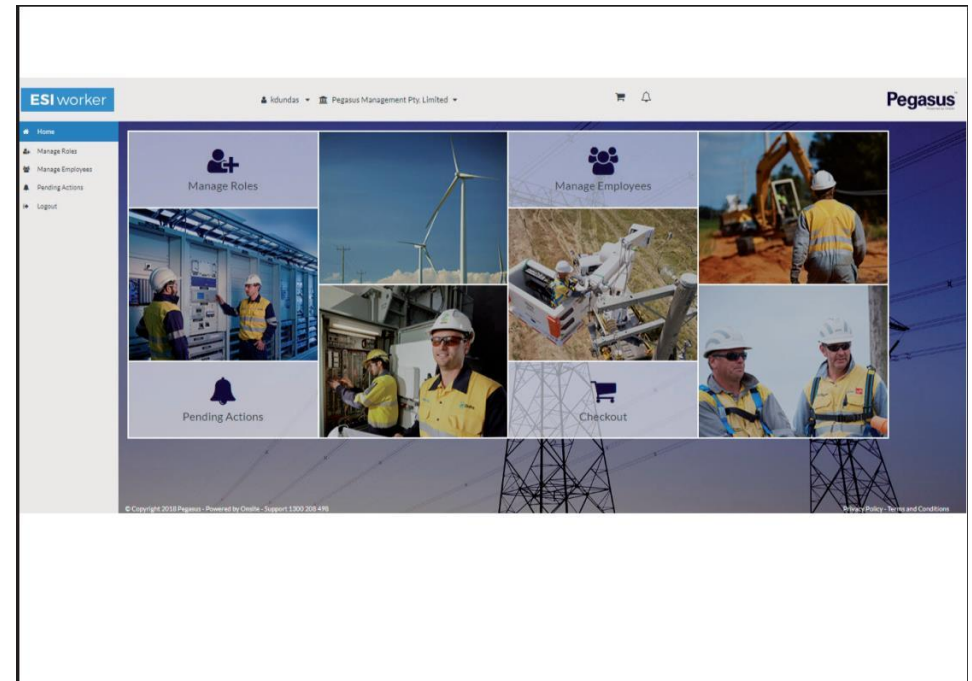 ESI worker
kdundas
Pegasus Management Pty. Limited
Pegasus
Home
Manage Roles
Manage Employees
Pending Actions
Logout
Manage Roles
Manage Employees
Pending Actions
Checkout
© Copyright 2018 Pegasus - Powered by Onsite - Support 1300 208 498
Privacy Policy - Terms and Conditions